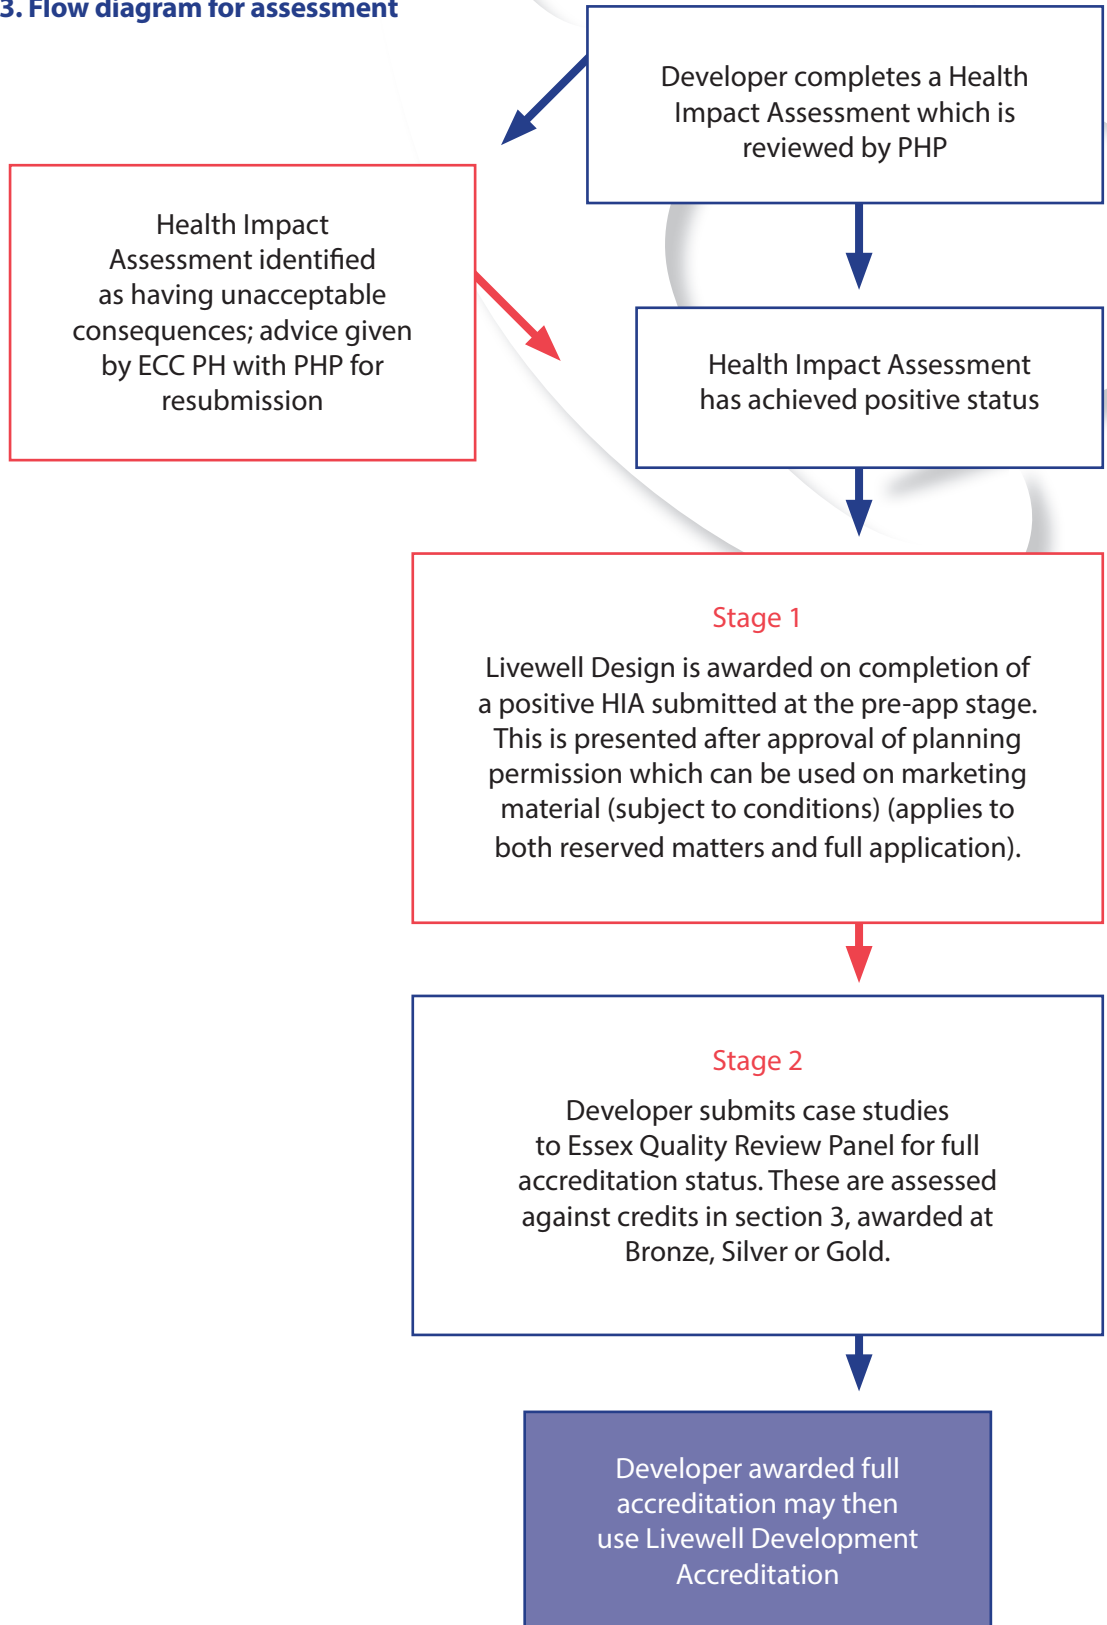 3. Flow diagram for assessment
Developer completes a Health
Impact Assessment which is
reviewed by PHP
Health Impact
Assessment identified
as having unacceptable
consequences; advice given
by ECC PH with PHP for
resubmission
Health Impact Assessment
has achieved positive status
Stage 1
Livewell Design is awarded on completion of
a positive HIA submitted at the pre-app stage.
This is presented after approval of planning
permission which can be used on marketing
material (subject to conditions) (applies to
both reserved matters and full application).
Stage 2
Developer submits case studies
to Essex Quality Review Panel for full
accreditation status. These are assessed
against credits in section 3, awarded at
Bronze, Silver or Gold.
Developer awarded full
accreditation may then
use Livewell Development
Accreditation